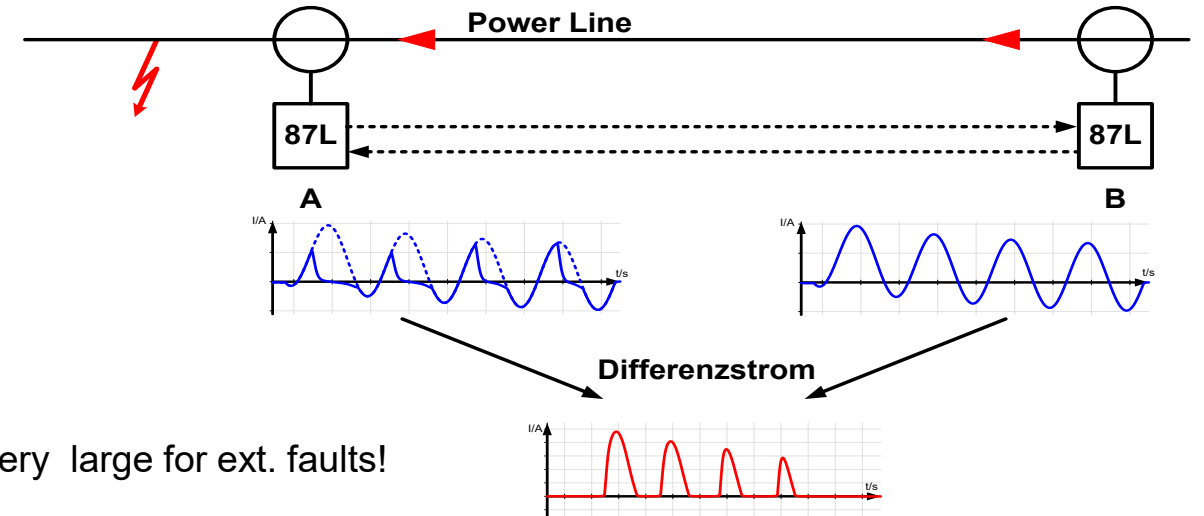 Power Line
87L
87L
A
B
I/A
t/s
I/A
t/s
Differenzstrom
ery large for ext. faults!
I/A
t/s